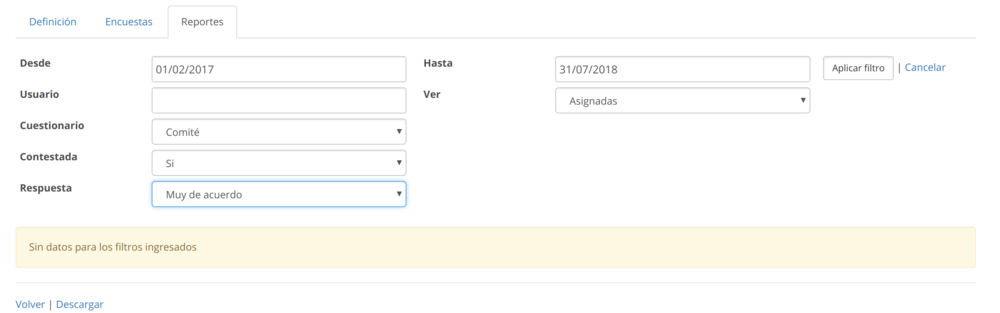 Definición Encuestas Reportes
Desde 01/02/2017 Hasta 31/07/2018 Aplicar filtro | Cancelar
Usuario Ver Asignadas
Cuestionario Comité
Contestada Si
Respuesta Muy de acuerdo
Sin datos para los filtros ingresados
Volver | Descargar